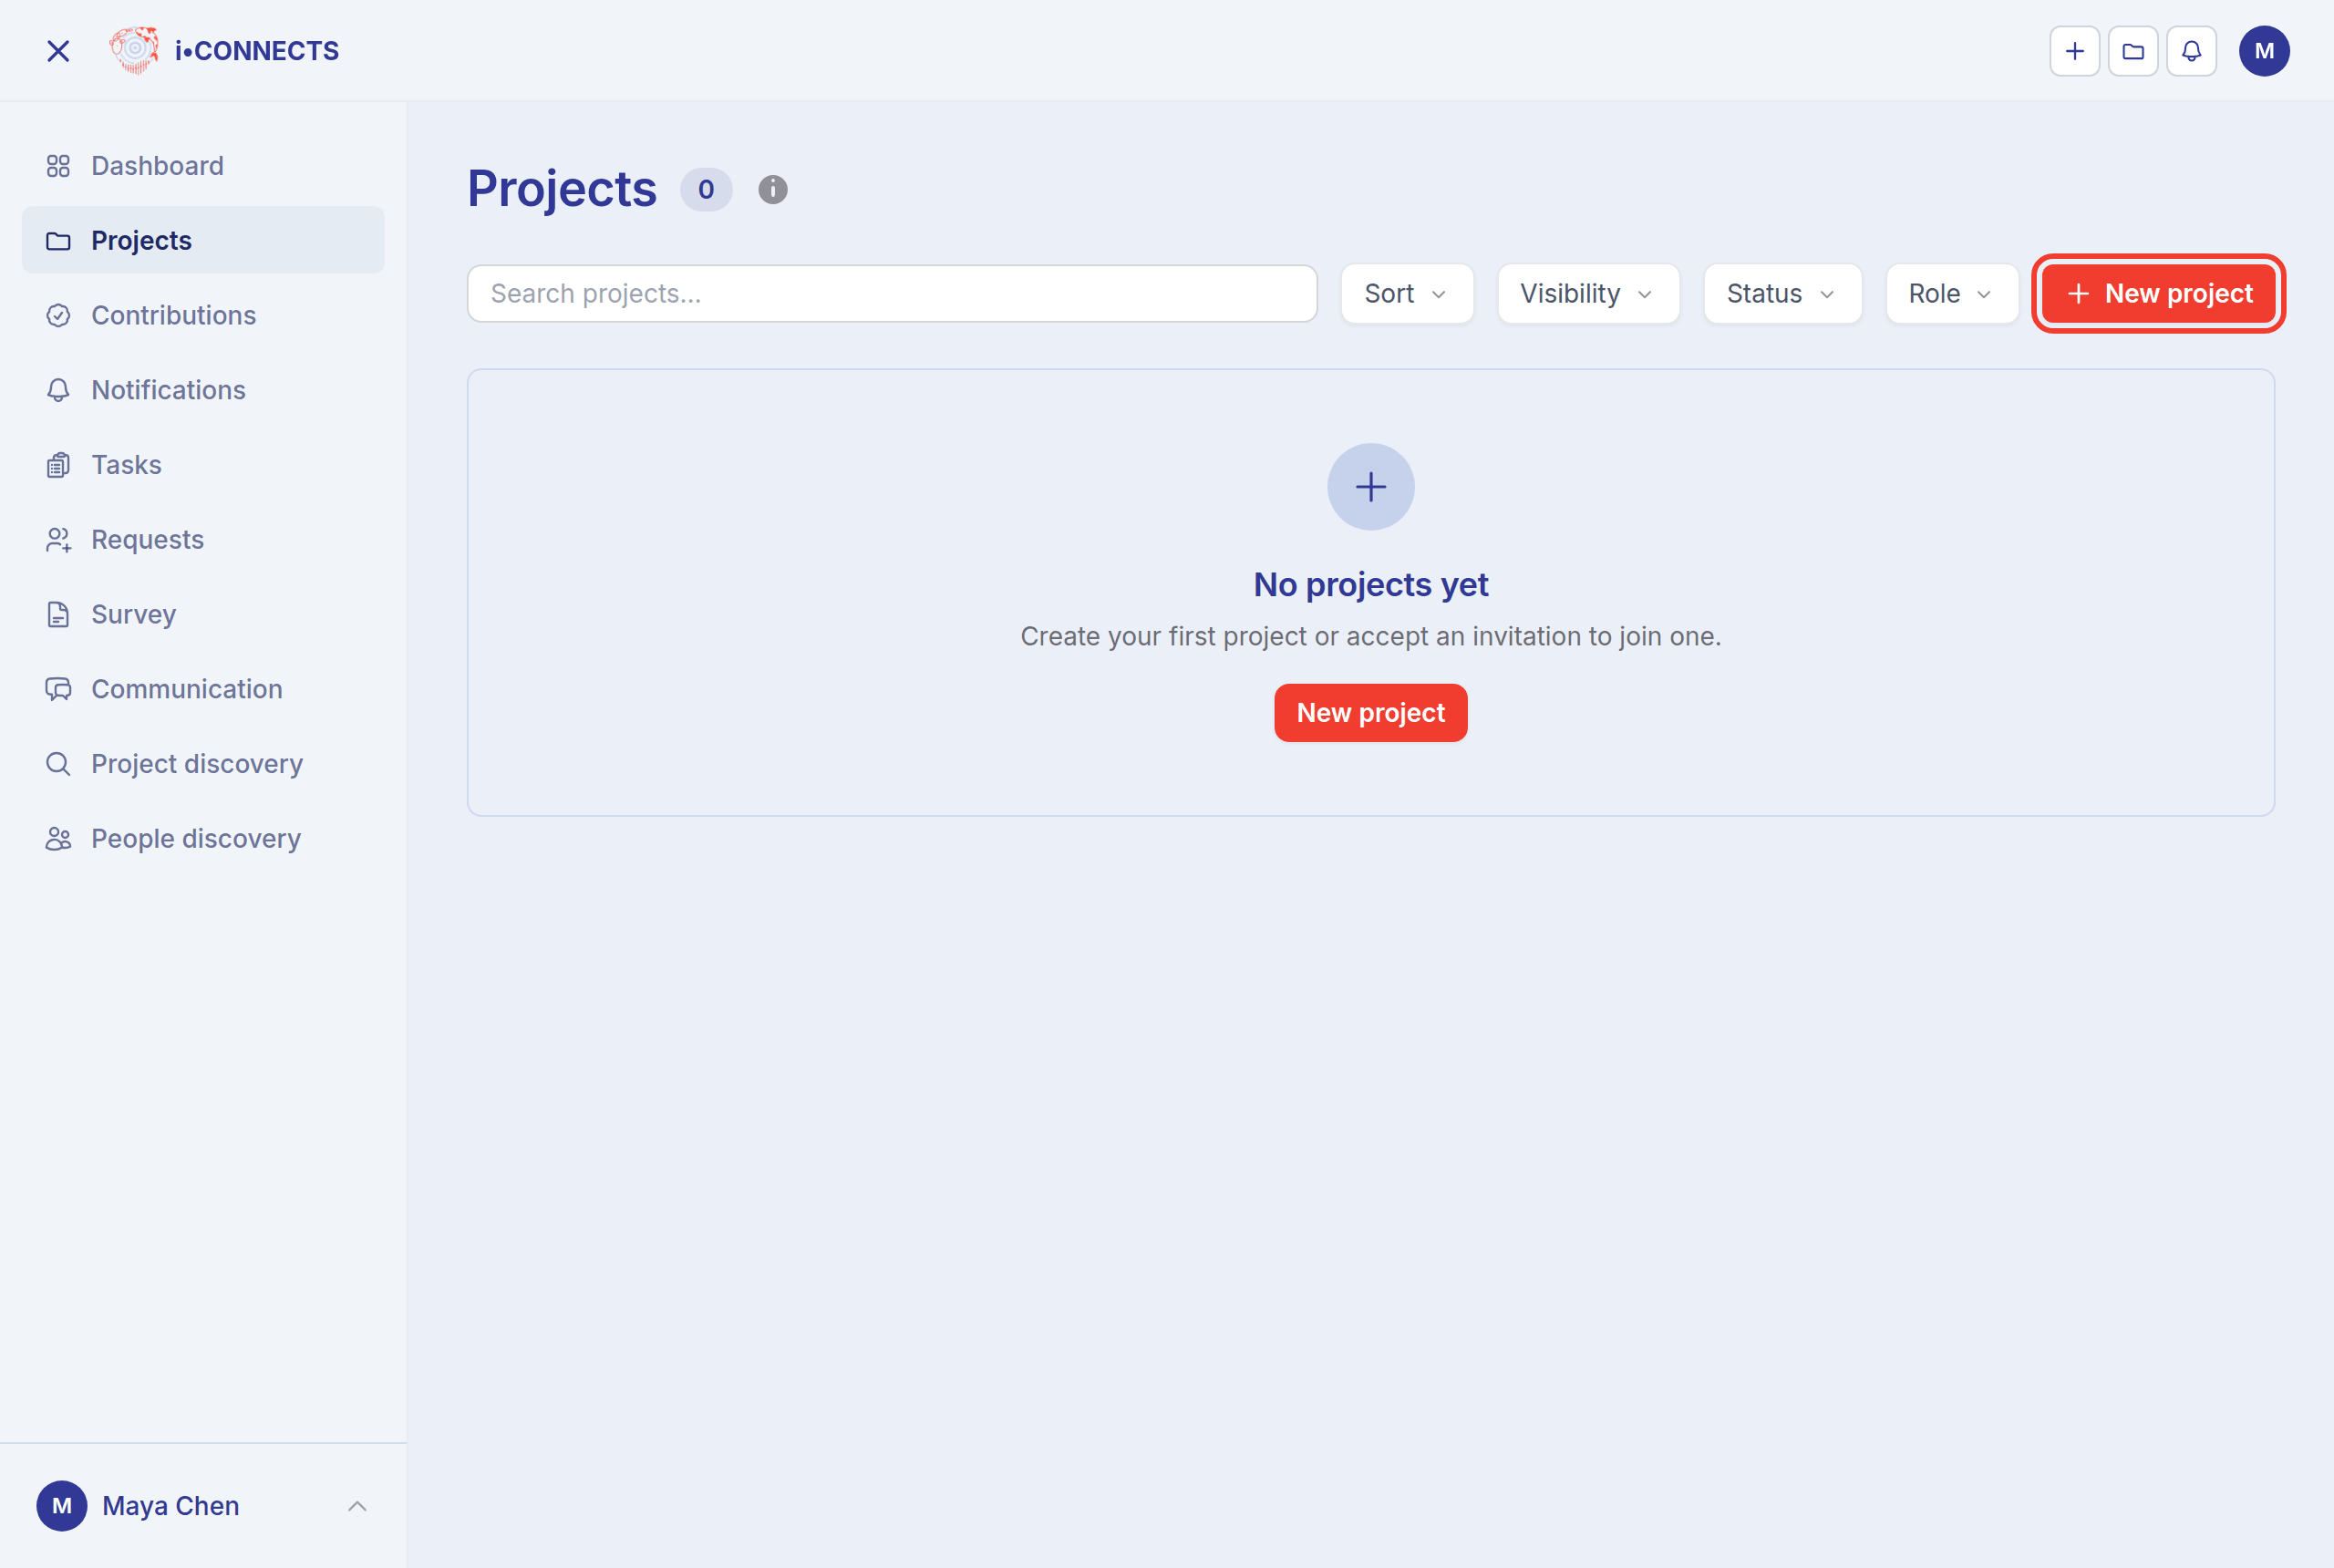 i•CONNECTS
M
Dashboard
Projects
Contributions
Notifications
Tasks
Requests
Survey
Communication
Project discovery
People discovery
M Maya Chen
Projects 0
Search projects...
Sort Visibility Status Role New project
No projects yet
Create your first project or accept an invitation to join one.
New project